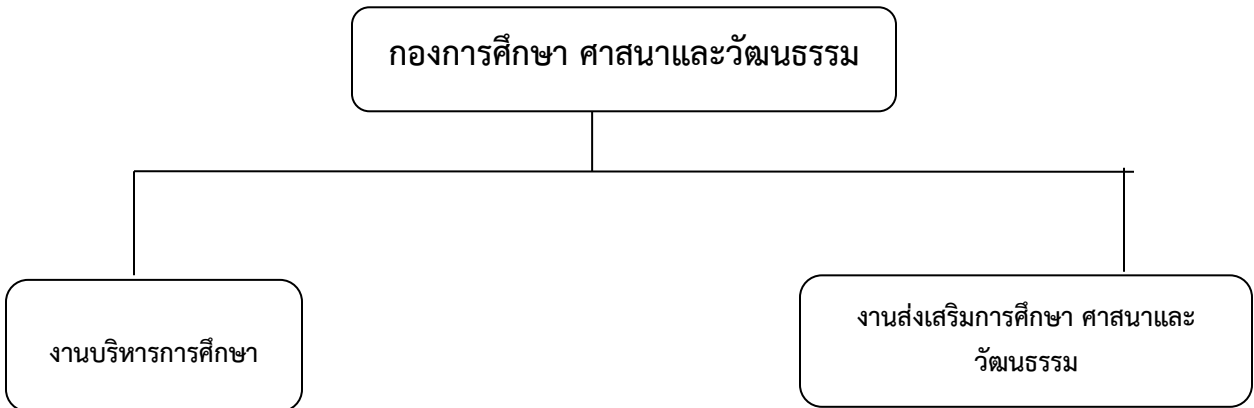 กองการศึกษา ศาสนาและวัฒนธรรม
งานบริหารการศึกษา
งานส่งเสริมการศึกษา ศาสนาและ
วัฒนธรรม